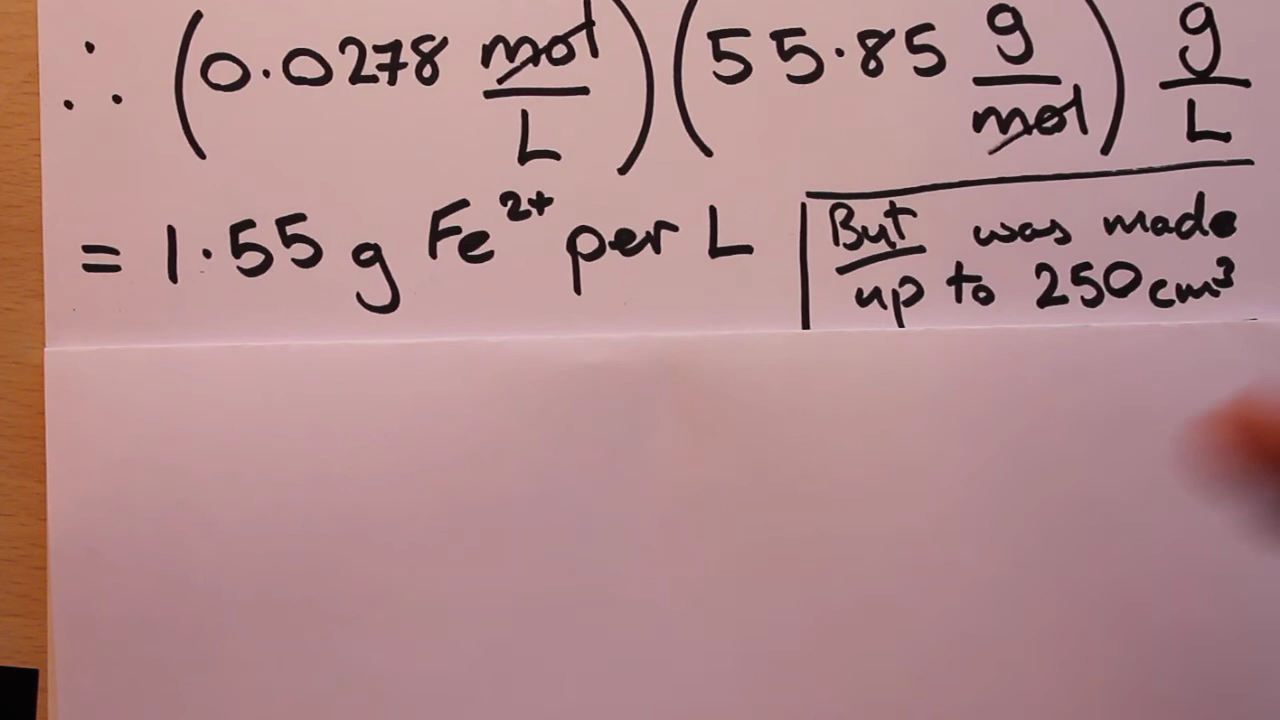 ∴ (0.0278 mol/L) (55.85 g/mol) g/L
= 1.55 g Fe²⁺ per L
But was made
up to 250 cm³